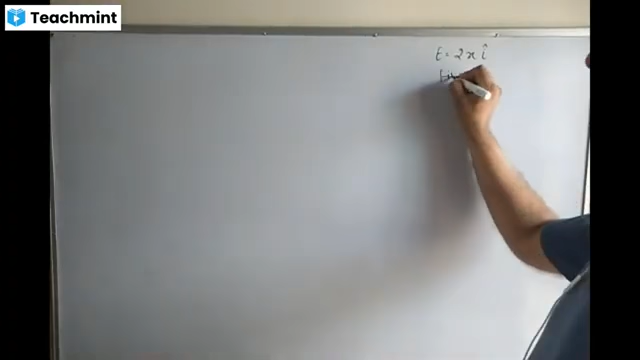 Teachmint
E = 2x î